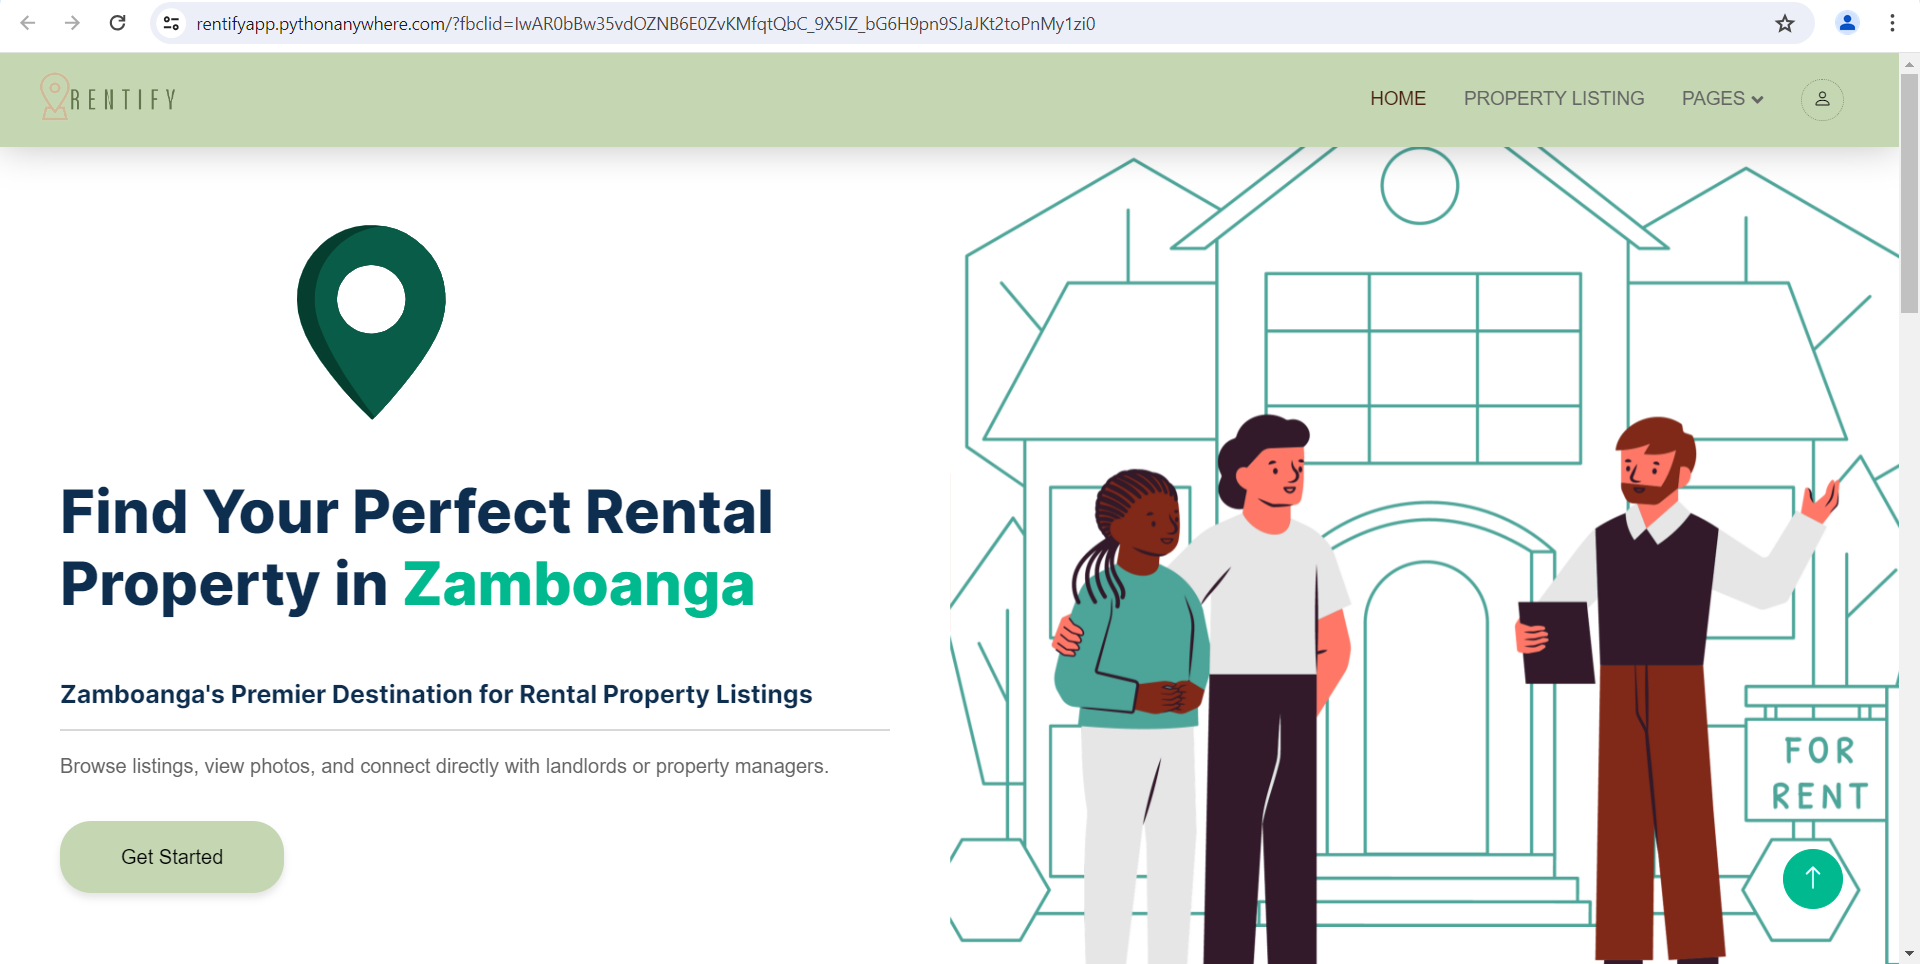 rentifyapp.pythonanywhere.com/?fbclid=IwAR0bBw35vdOZNB6E0ZvKMfqtQbC_9X5lZ_bG6H9pn9SJaJKt2toPnMy1zi0
RENTIFY
HOME
PROPERTY LISTING
PAGES
Find Your Perfect Rental
Property in Zamboanga
Zamboanga's Premier Destination for Rental Property Listings
Browse listings, view photos, and connect directly with landlords or property managers.
Get Started
FOR
RENT